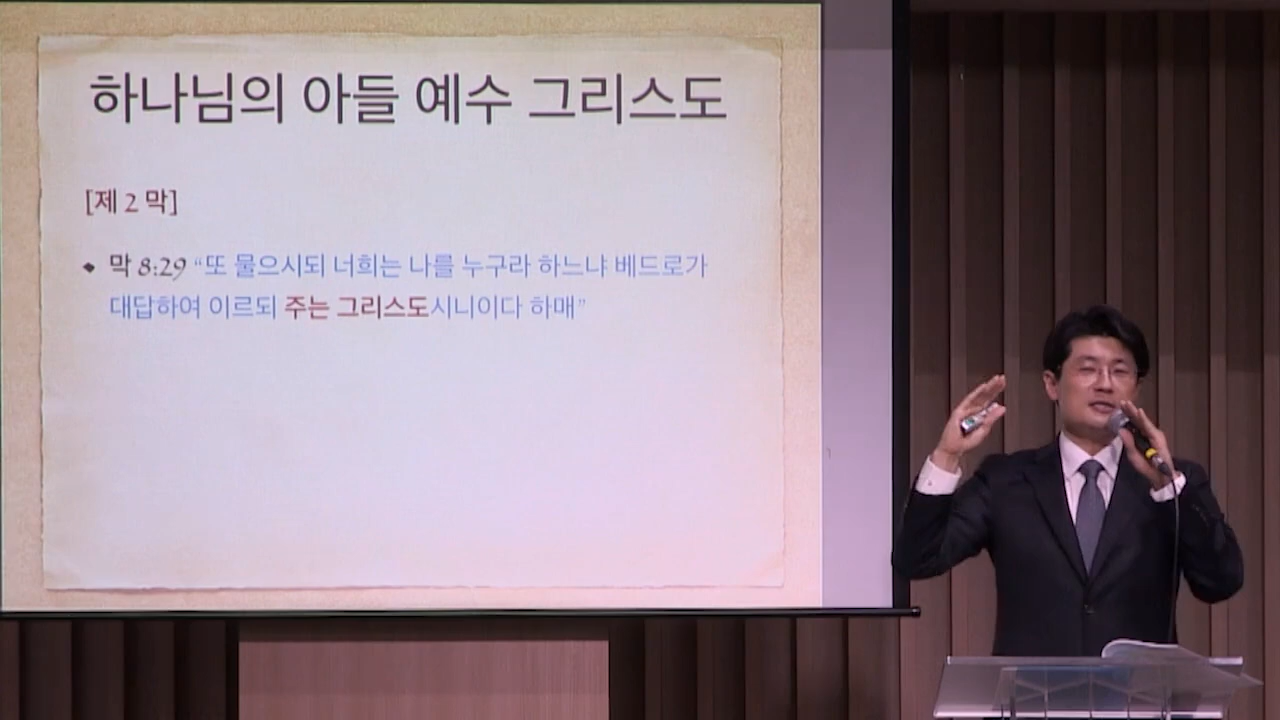 하나님의 아들 예수 그리스도
[제 2 막]
◆ 막 8:29 “또 물으시되 너희는 나를 누구라 하느냐 베드로가
대답하여 이르되 주는 그리스도시니이다 하매”